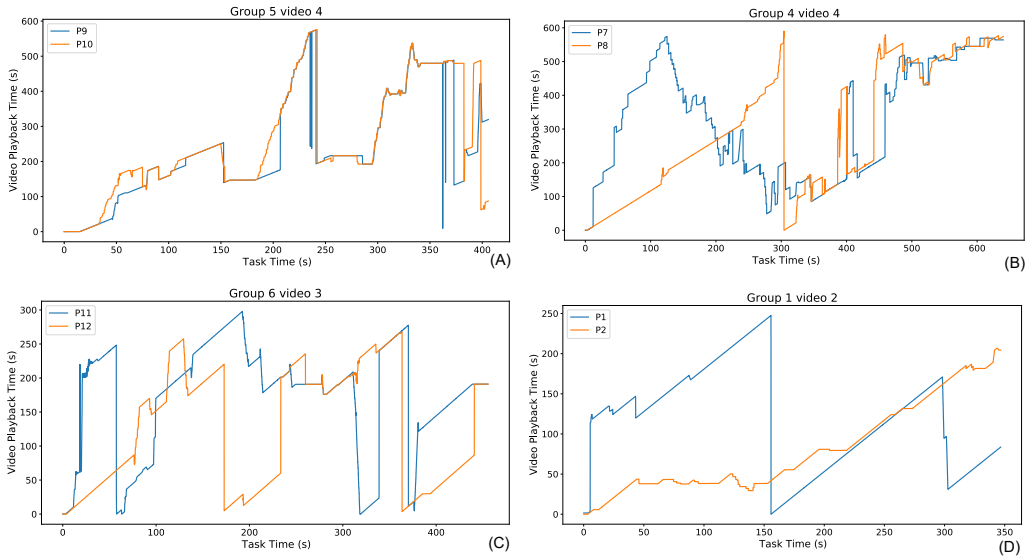 Group 5 video 4
P9
P10
Video Playback Time (s)
600
500
400
300
200
100
0
0 50 100 150 200 250 300 350 400
Task Time (s)
(A)
Group 4 video 4
P7
P8
Video Playback Time (s)
600
500
400
300
200
100
0
0 100 200 300 400 500 600
Task Time (s)
(B)
Group 6 video 3
P11
P12
Video Playback Time (s)
300
250
200
150
100
50
0
0 100 200 300 400
Task Time (s)
(C)
Group 1 video 2
P1
P2
Video Playback Time (s)
250
200
150
100
50
0
0 50 100 150 200 250 300 350
Task Time (s)
(D)